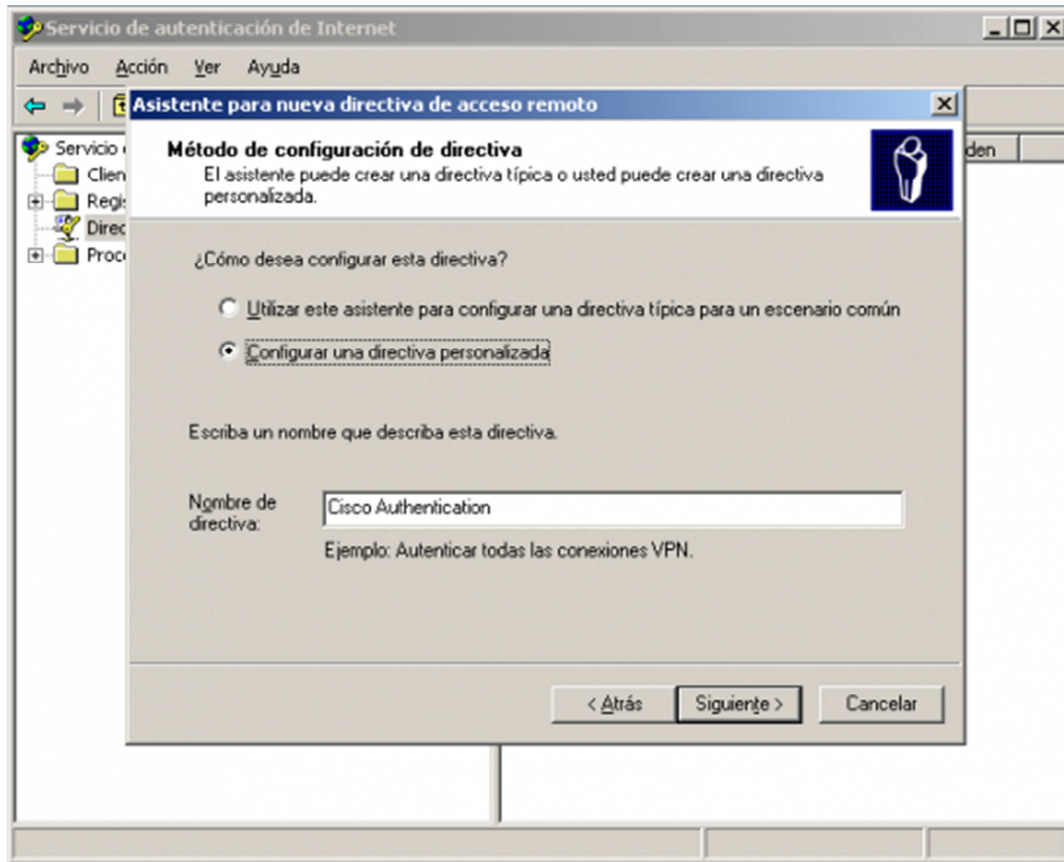 Servicio de autenticación de Internet
Archivo Acción Ver Ayuda
Asistente para nueva directiva de acceso remoto
Servicio
Método de configuración de directiva
El asistente puede crear una directiva típica o usted puede crear una directiva
personalizada.
¿Cómo desea configurar esta directiva?
Utilizar este asistente para configurar una directiva típica para un escenario común
Configurar una directiva personalizada
Escriba un nombre que describa esta directiva.
Nombre de
directiva:
Cisco Authentication
Ejemplo: Autenticar todas las conexiones VPN.
< Atrás Siguiente > Cancelar